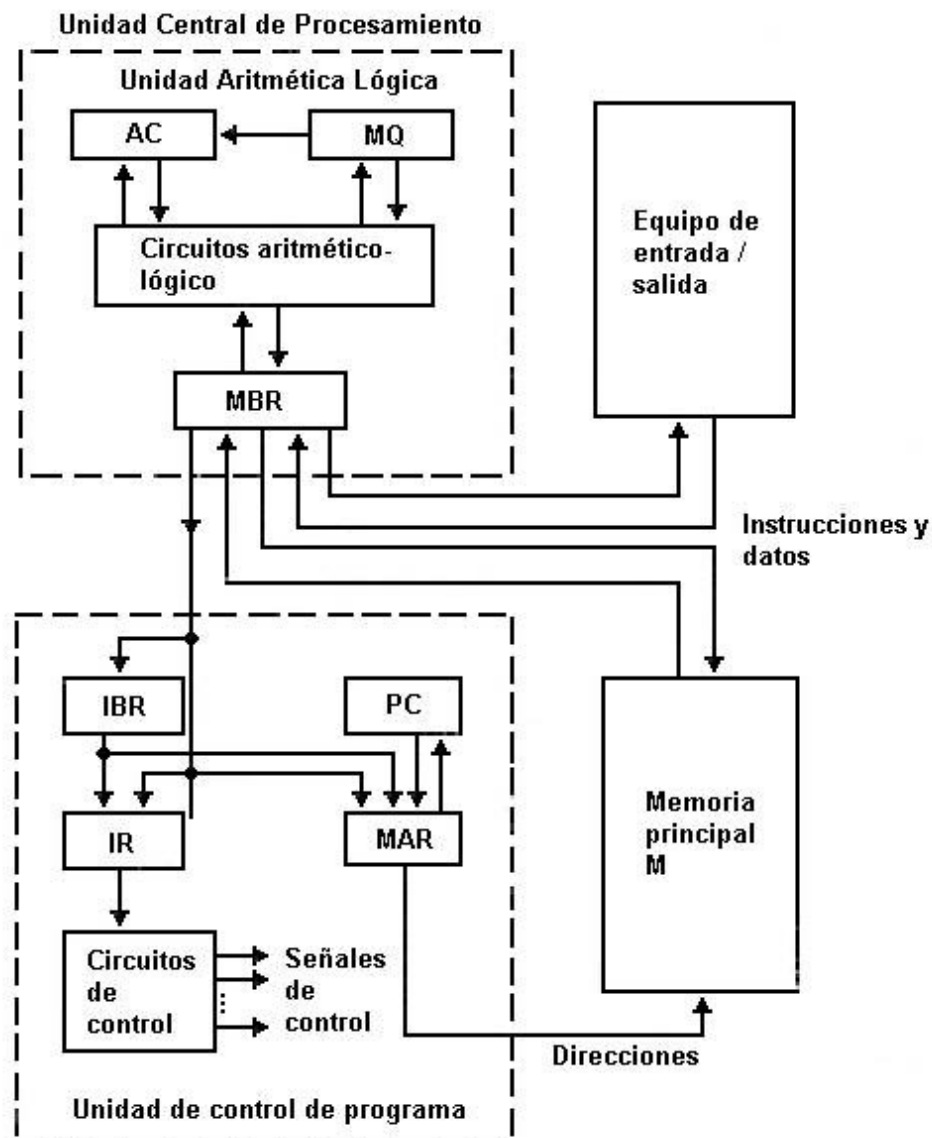 Unidad Central de Procesamiento
Unidad Aritmética Lógica
AC
MQ
Circuitos aritmético-
lógico
MBR
Equipo de
entrada /
salida
Instrucciones y
datos
IBR
PC
IR
MAR
Memoria
principal
M
Circuitos
de
control
Señales
de
control
Direcciones
Unidad de control de programa